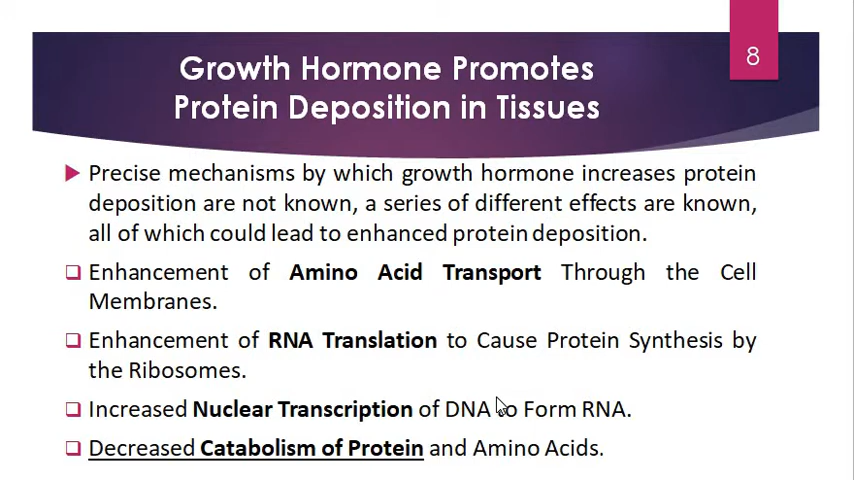 8
Growth Hormone Promotes
Protein Deposition in Tissues
Precise mechanisms by which growth hormone increases protein
deposition are not known, a series of different effects are known,
all of which could lead to enhanced protein deposition.
Enhancement of Amino Acid Transport Through the Cell
Membranes.
Enhancement of RNA Translation to Cause Protein Synthesis by
the Ribosomes.
Increased Nuclear Transcription of DNA to Form RNA.
Decreased Catabolism of Protein and Amino Acids.